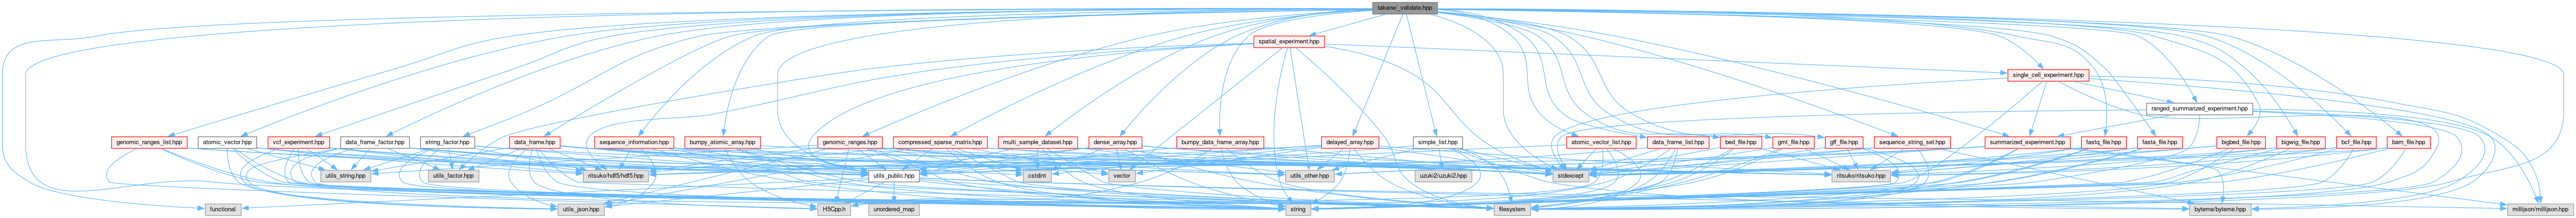 takane/_validate.hpp
spatial_experiment.hpp
single_cell_experiment.hpp
ranged_summarized_experiment.hpp
genomic_ranges_list.hpp
atomic_vector.hpp
vcf_experiment.hpp
data_frame_factor.hpp
string_factor.hpp
data_frame.hpp
sequence_information.hpp
bumpy_atomic_array.hpp
genomic_ranges.hpp
compressed_sparse_matrix.hpp
multi_sample_dataset.hpp
dense_array.hpp
bumpy_data_frame_array.hpp
delayed_array.hpp
simple_list.hpp
atomic_vector_list.hpp
data_frame_list.hpp
bed_file.hpp
gmt_file.hpp
gff_file.hpp
sequence_string_set.hpp
summarized_experiment.hpp
fastq_file.hpp
fasta_file.hpp
bigbed_file.hpp
bigwig_file.hpp
bcf_file.hpp
bam_file.hpp
utils_string.hpp
utils_factor.hpp
ritsuko/hdf5/hdf5.hpp
utils_public.hpp
cstdint
vector
utils_other.hpp
uzuki2/uzuki2.hpp
stdexcept
ritsuko/ritsuko.hpp
functional
utils_json.hpp
H5Cpp.h
unordered_map
string
filesystem
byteme/byteme.hpp
millijson/millijson.hpp